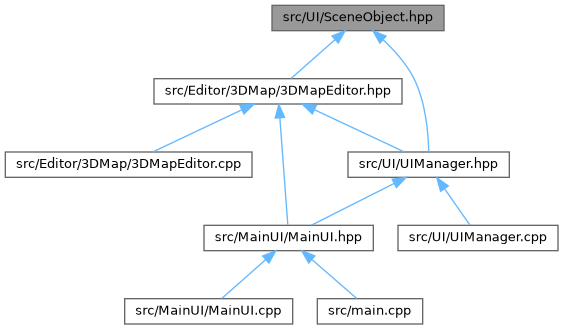 src/UI/SceneObject.hpp
src/Editor/3DMap/3DMapEditor.hpp
src/Editor/3DMap/3DMapEditor.cpp
src/UI/UIManager.hpp
src/MainUI/MainUI.hpp
src/UI/UIManager.cpp
src/MainUI/MainUI.cpp
src/main.cpp